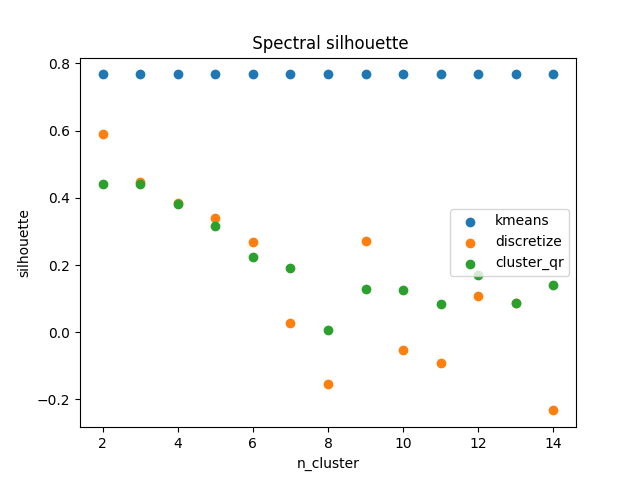 Spectral silhouette
0.8
0.6
0.4
0.2
0.0
−0.2
silhouette
kmeans
discretize
cluster_qr
2
4
6
8
10
12
14
n_cluster